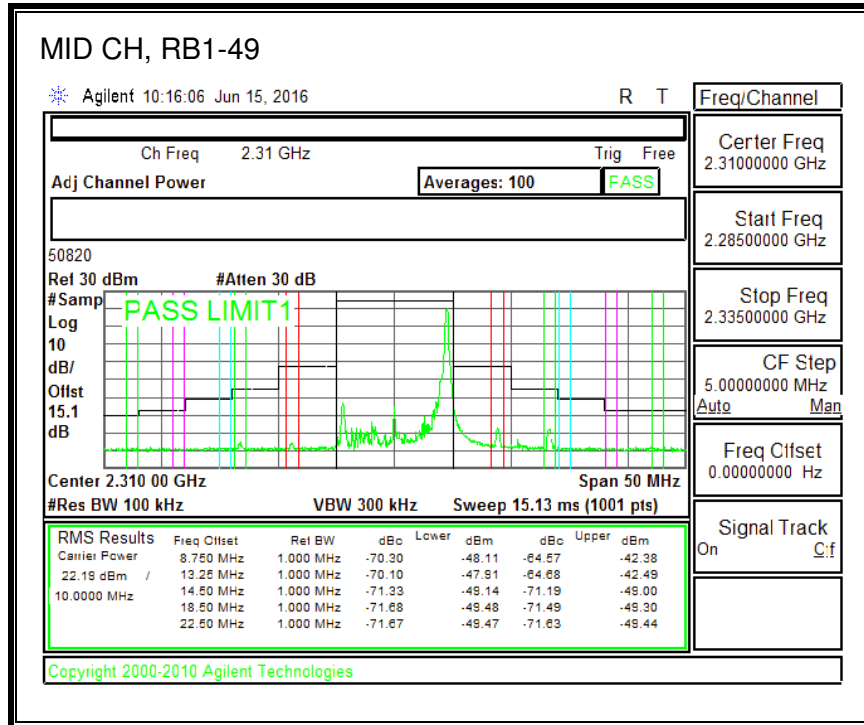 MID CH, RB1-49
Agilent 10:16:06 Jun 15, 2016 R T
Freq/Channel
Ch Freq 2.31 GHz Trig Free
Adj Channel Power Averages: 100 PASS
Center Freq
2.31000000 GHz
Start Freq
2.28500000 GHz
Stop Freq
2.33500000 GHz
CF Step
5.00000000 MHz
Auto Man
Freq Offset
0.00000000 Hz
Signal Track
On Off
50820
Ref 30 dBm #Atten 30 dB
#Samp
Log
10
dB/
Offst
15.1
dB
PASS LIMIT1
Center 2.310 00 GHz Span 50 MHz
#Res BW 100 kHz VBW 300 kHz Sweep 15.13 ms (1001 pts)
RMS Results Freq Offset Ref BW dBc Lower dBm dBc Upper dBm
Carrier Power 8.750 MHz 1.000 MHz -70.30 -48.11 -64.57 -42.38
22.19 dBm / 13.25 MHz 1.000 MHz -70.10 -47.91 -64.68 -42.49
10.0000 MHz 14.50 MHz 1.000 MHz -71.33 -49.14 -71.19 -49.00
18.50 MHz 1.000 MHz -71.68 -49.48 -71.49 -49.30
22.50 MHz 1.000 MHz -71.67 -49.47 -71.63 -49.44
Copyright 2000-2010 Agilent Technologies